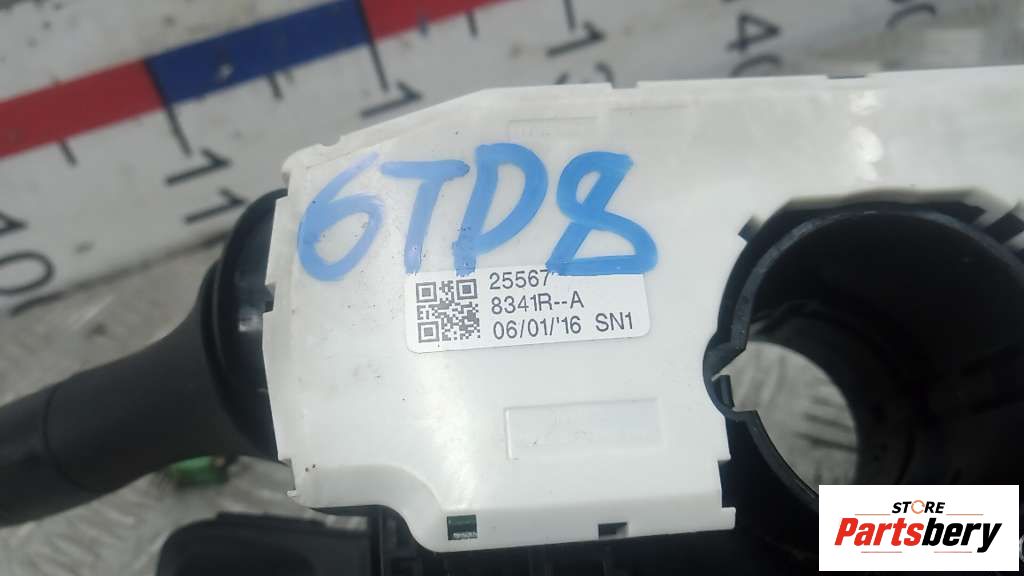 6TD8
25567
8341R--A
06/01/'16 SN1
STORE
Partsbery